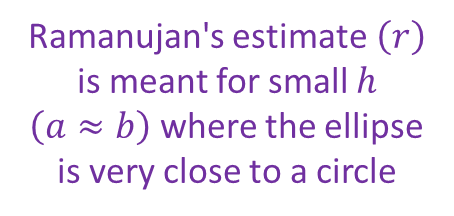 Ramanujan's estimate (𝑟)
is meant for small ℎ
(𝑎 ≈ 𝑏) where the ellipse
is very close to a circle